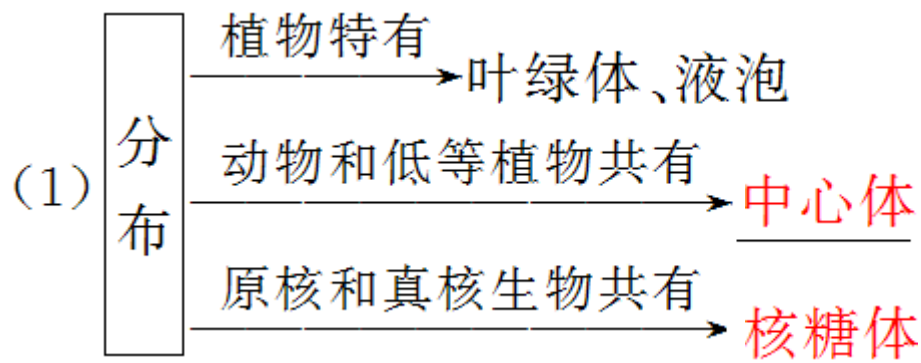 植物特有
叶绿体、液泡
(1)
分布
动物和低等植物共有
中心体
原核和真核生物共有
核糖体